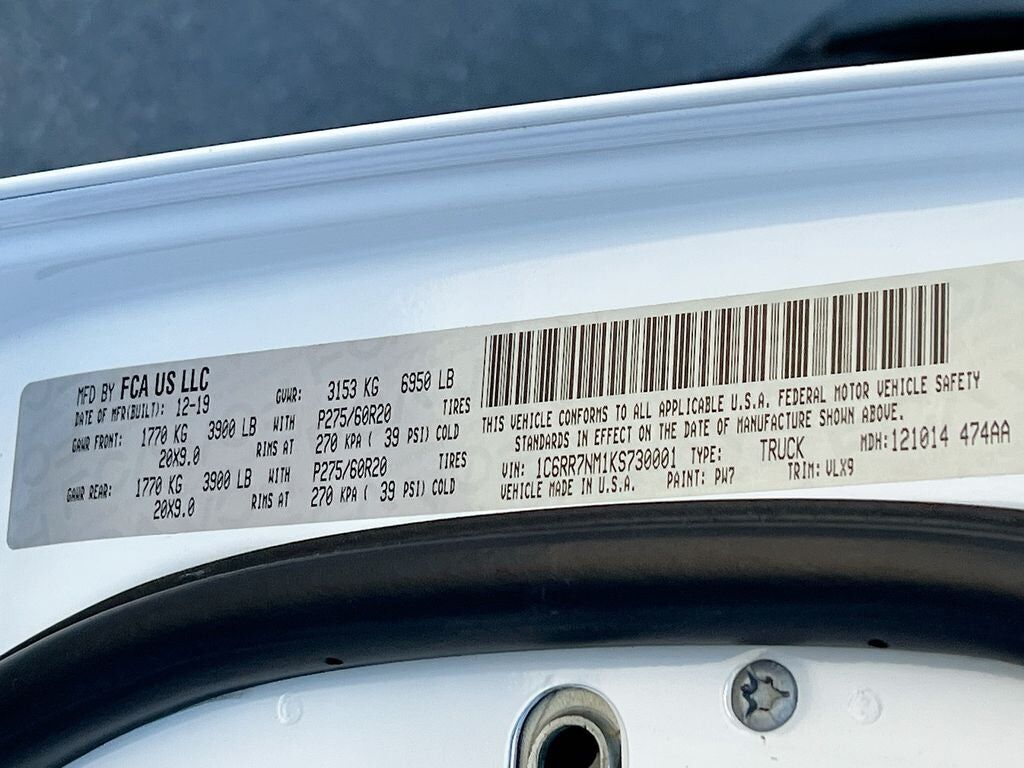 MFD BY FCA US LLC
DATE OF MFR(BUILT): 12-19 GVWR: 3153 KG 6950 LB
GAWR FRONT: 1770 KG 3900 LB WITH P275/60R20 TIRES
20X9.0 RIMS AT 270 KPA ( 39 PSI) COLD
GAWR REAR: 1770 KG 3900 LB WITH P275/60R20 TIRES
20X9.0 RIMS AT 270 KPA ( 39 PSI) COLD
THIS VEHICLE CONFORMS TO ALL APPLICABLE U.S.A. FEDERAL MOTOR VEHICLE SAFETY
STANDARDS IN EFFECT ON THE DATE OF MANUFACTURE SHOWN ABOVE.
VIN: 1C6RR7NM1KS730001 TYPE: TRUCK MDH:121014 474AA
VEHICLE MADE IN U.S.A. PAINT: PW7 TRIM: VLX9